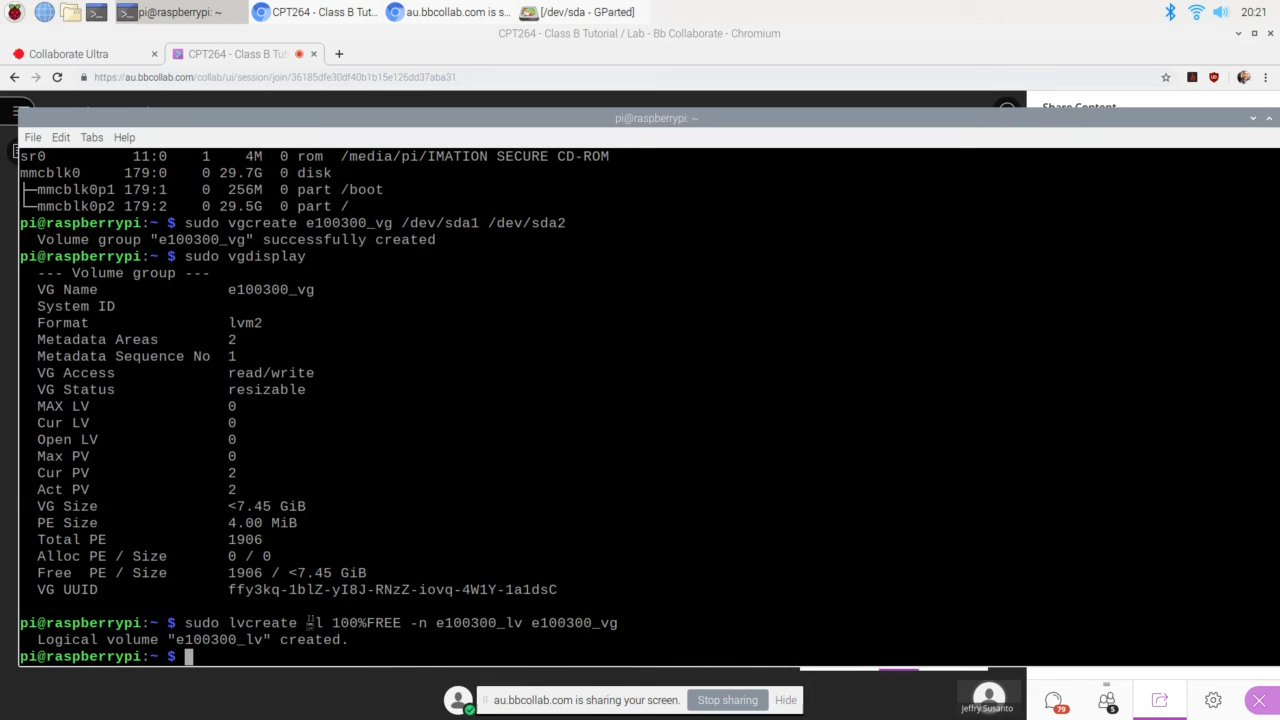 pi@raspberrypi: ~
CPT264 - Class B Tut...
au.bbcollab.com is s...
[/dev/sda - GParted]
20:21
CPT264 - Class B Tutorial / Lab - Bb Collaborate - Chromium
Collaborate Ultra
CPT264 - Class B Tut
https://au.bbcollab.com/collab/ui/session/join/36185dfe30df40b1b15e126dd37aba31
Share Content
pi@raspberrypi: ~
File Edit Tabs Help
sr0 11:0 1 4M 0 rom /media/pi/IMATION SECURE CD-ROM
mmcblk0 179:0 0 29.7G 0 disk
├─mmcblk0p1 179:1 0 256M 0 part /boot
└─mmcblk0p2 179:2 0 29.5G 0 part /
pi@raspberrypi:~ $ sudo vgcreate e100300_vg /dev/sda1 /dev/sda2
Volume group "e100300_vg" successfully created
pi@raspberrypi:~ $ sudo vgdisplay
--- Volume group ---
VG Name e100300_vg
System ID
Format lvm2
Metadata Areas 2
Metadata Sequence No 1
VG Access read/write
VG Status resizable
MAX LV 0
Cur LV 0
Open LV 0
Max PV 0
Cur PV 2
Act PV 2
VG Size <7.45 GiB
PE Size 4.00 MiB
Total PE 1906
Alloc PE / Size 0 / 0
Free PE / Size 1906 / <7.45 GiB
VG UUID ffy3kq-1blZ-yI8J-RNzZ-iovq-4W1Y-1a1dsC
pi@raspberrypi:~ $ sudo lvcreate l 100%FREE -n e100300_lv e100300_vg
Logical volume "e100300_lv" created.
pi@raspberrypi:~ $
au.bbcollab.com is sharing your screen.
Stop sharing
Hide
Jeffry Susanto
79
5